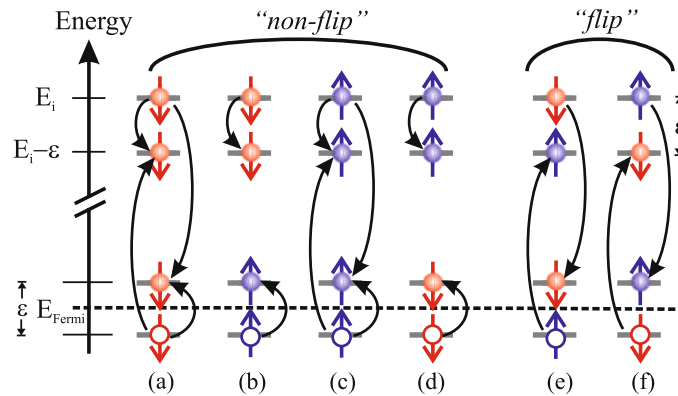 Energy
“non-flip”
“flip”
Ei
Ei−ε
ε
ε
EFermi
(a) (b) (c) (d) (e) (f)